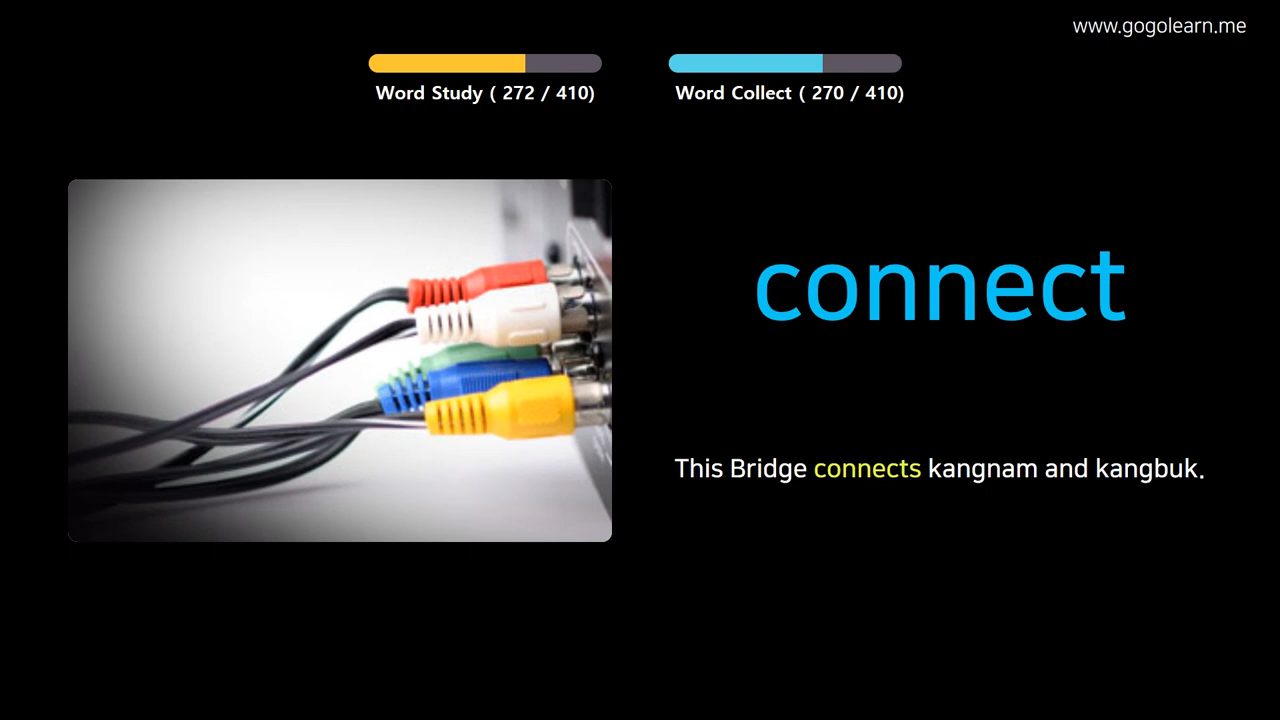 www.gogolearn.me
Word Study ( 272 / 410)
Word Collect ( 270 / 410)
connect
This Bridge connects kangnam and kangbuk.